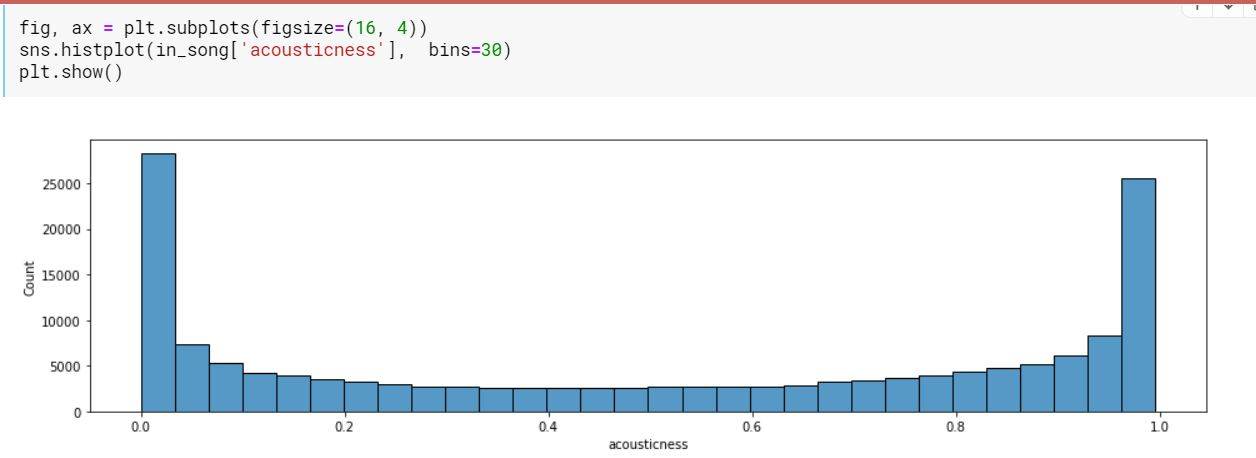 fig, ax = plt.subplots(figsize=(16, 4))
sns.histplot(in_song['acousticness'],  bins=30)
plt.show()
25000
20000
15000
10000
5000
0
Count
0.0 0.2 0.4 0.6 0.8 1.0
acousticness